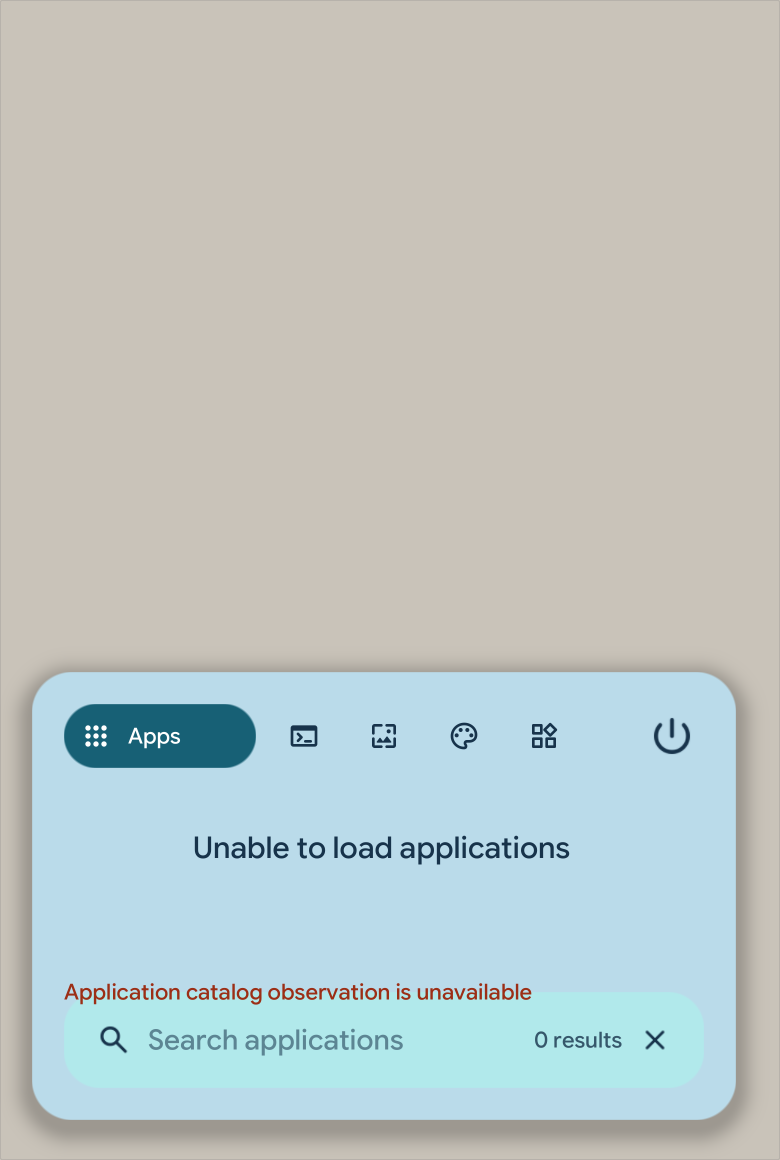 Apps
Unable to load applications
Application catalog observation is unavailable
Search applications 0 results